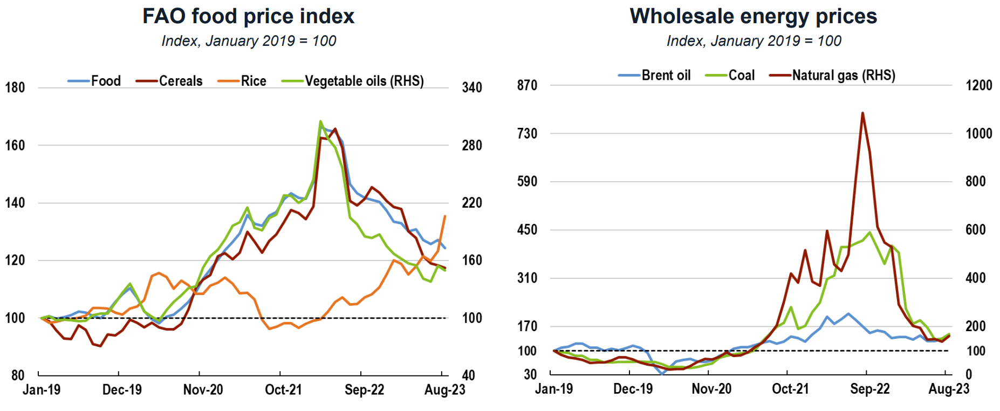 FAO food price index
Index, January 2019 = 100
Food Cereals Rice Vegetable oils (RHS)
180 340
160 280
140 220
120 160
100 100
80 40
Jan-19 Dec-19 Nov-20 Oct-21 Sep-22 Aug-23
Wholesale energy prices
Index, January 2019 = 100
Brent oil Coal Natural gas (RHS)
870 1200
730 1000
590 800
450 600
310 400
170 200
100 100
30 0
Jan-19 Dec-19 Nov-20 Oct-21 Sep-22 Aug-23